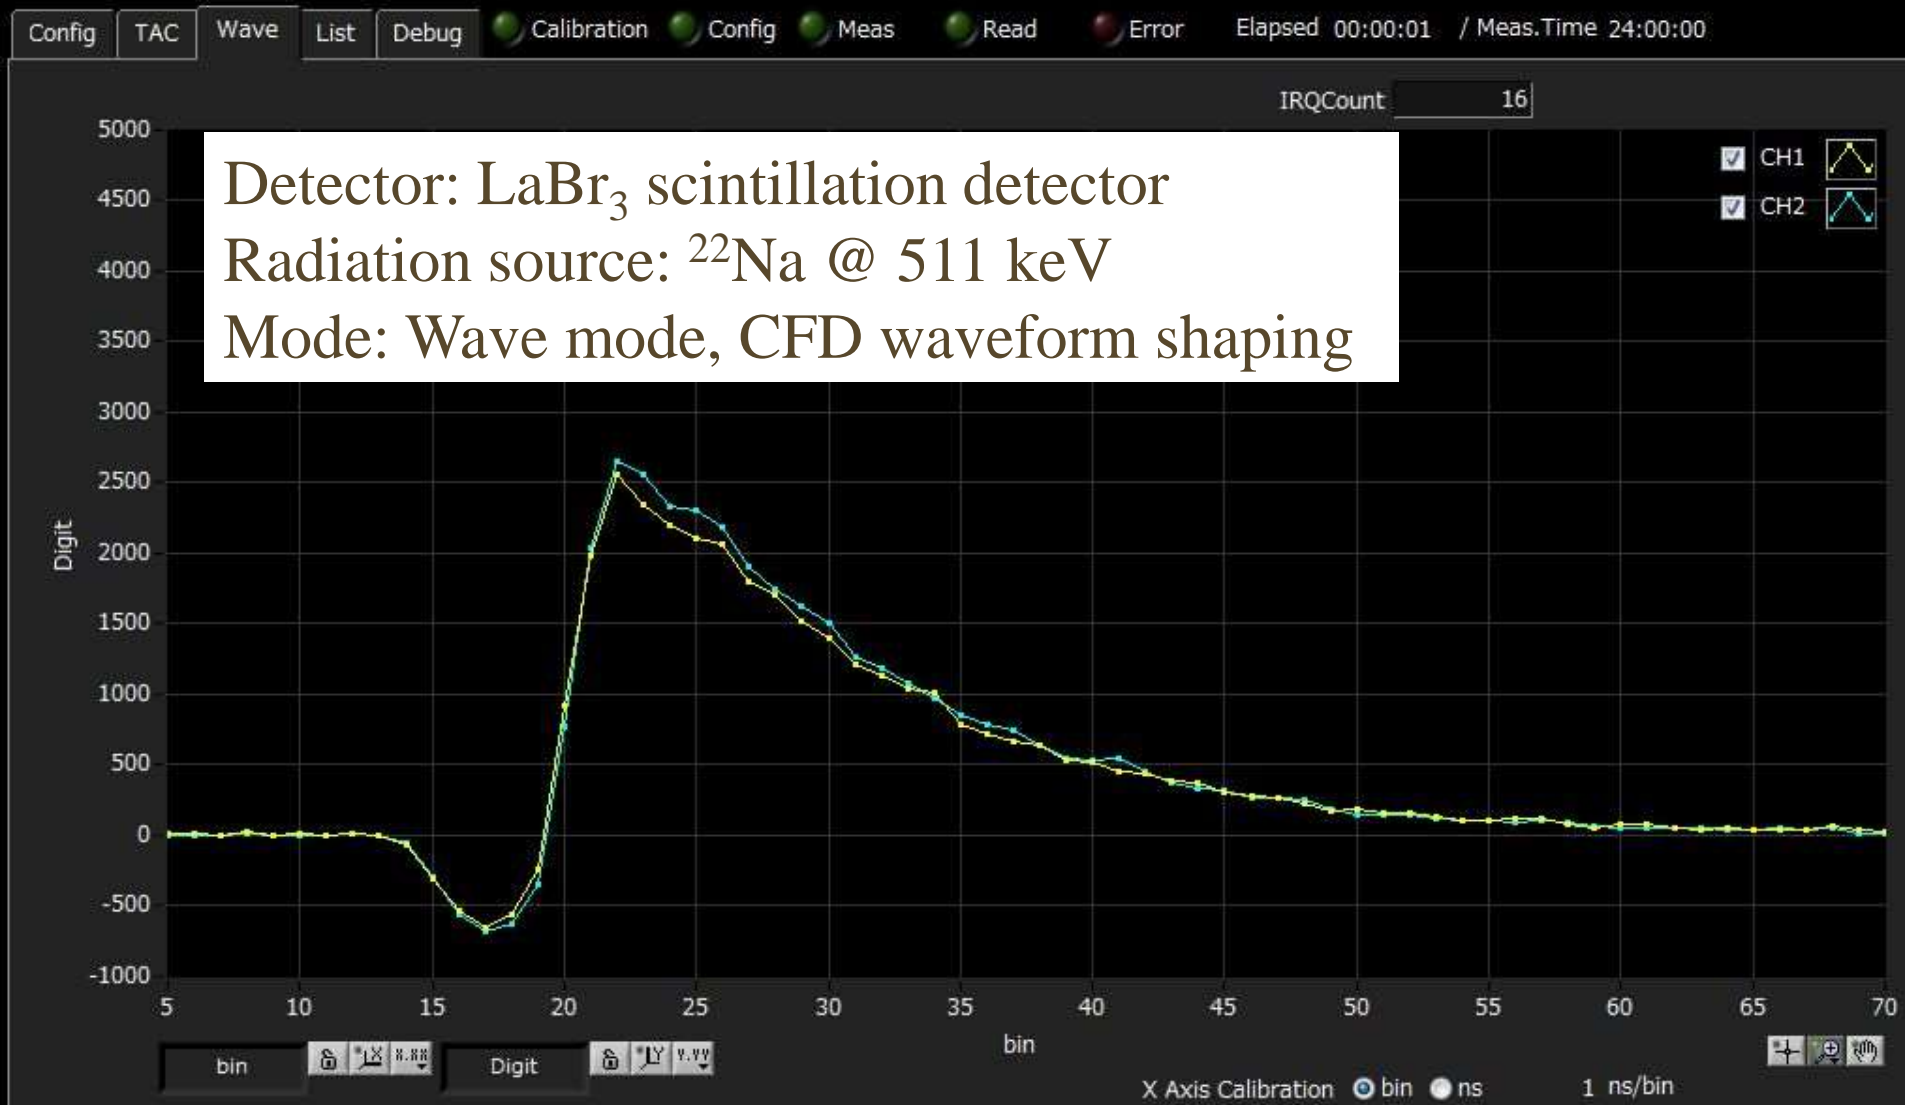 Config TAC Wave List Debug Calibration Config Meas Read Error Elapsed 00:00:01 / Meas.Time 24:00:00
IRQCount 16
Detector: LaBr₃ scintillation detector
Radiation source: ²²Na @ 511 keV
Mode: Wave mode, CFD waveform shaping
CH1
CH2
Digit
5000
4500
4000
3500
3000
2500
2000
1500
1000
500
0
-500
-1000
5 10 15 20 25 30 35 40 45 50 55 60 65 70
bin
bin X X.XX Digit Y Y.YY
X Axis Calibration bin ns 1 ns/bin